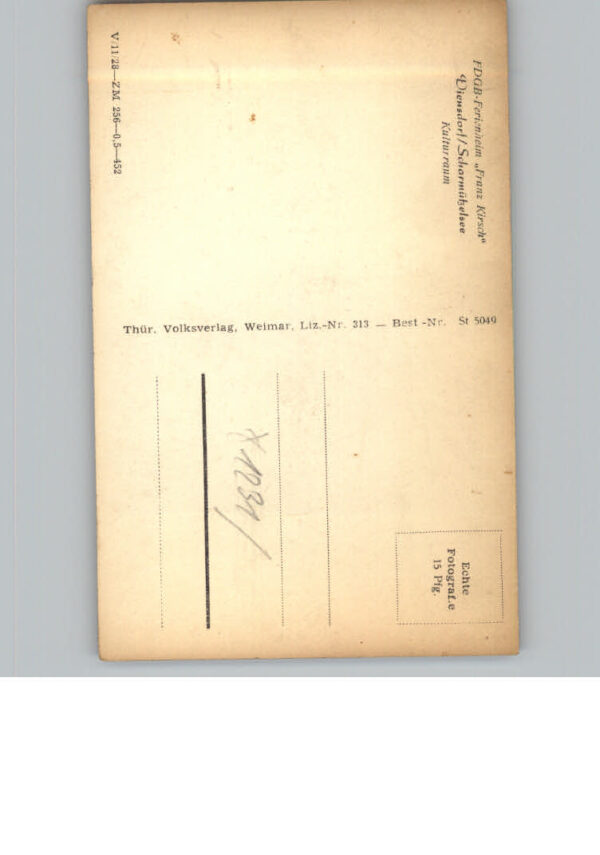 FDGB-Ferienheim „Franz Kirsch“
Diensdorf/Scharmützelsee
Kulturraum
V/11/28—ZM 256—0,5—452
Thür. Volksverlag, Weimar, Liz.-Nr. 313 — Best-Nr. St 5049
Echte
Fotografie
15 Pfg.